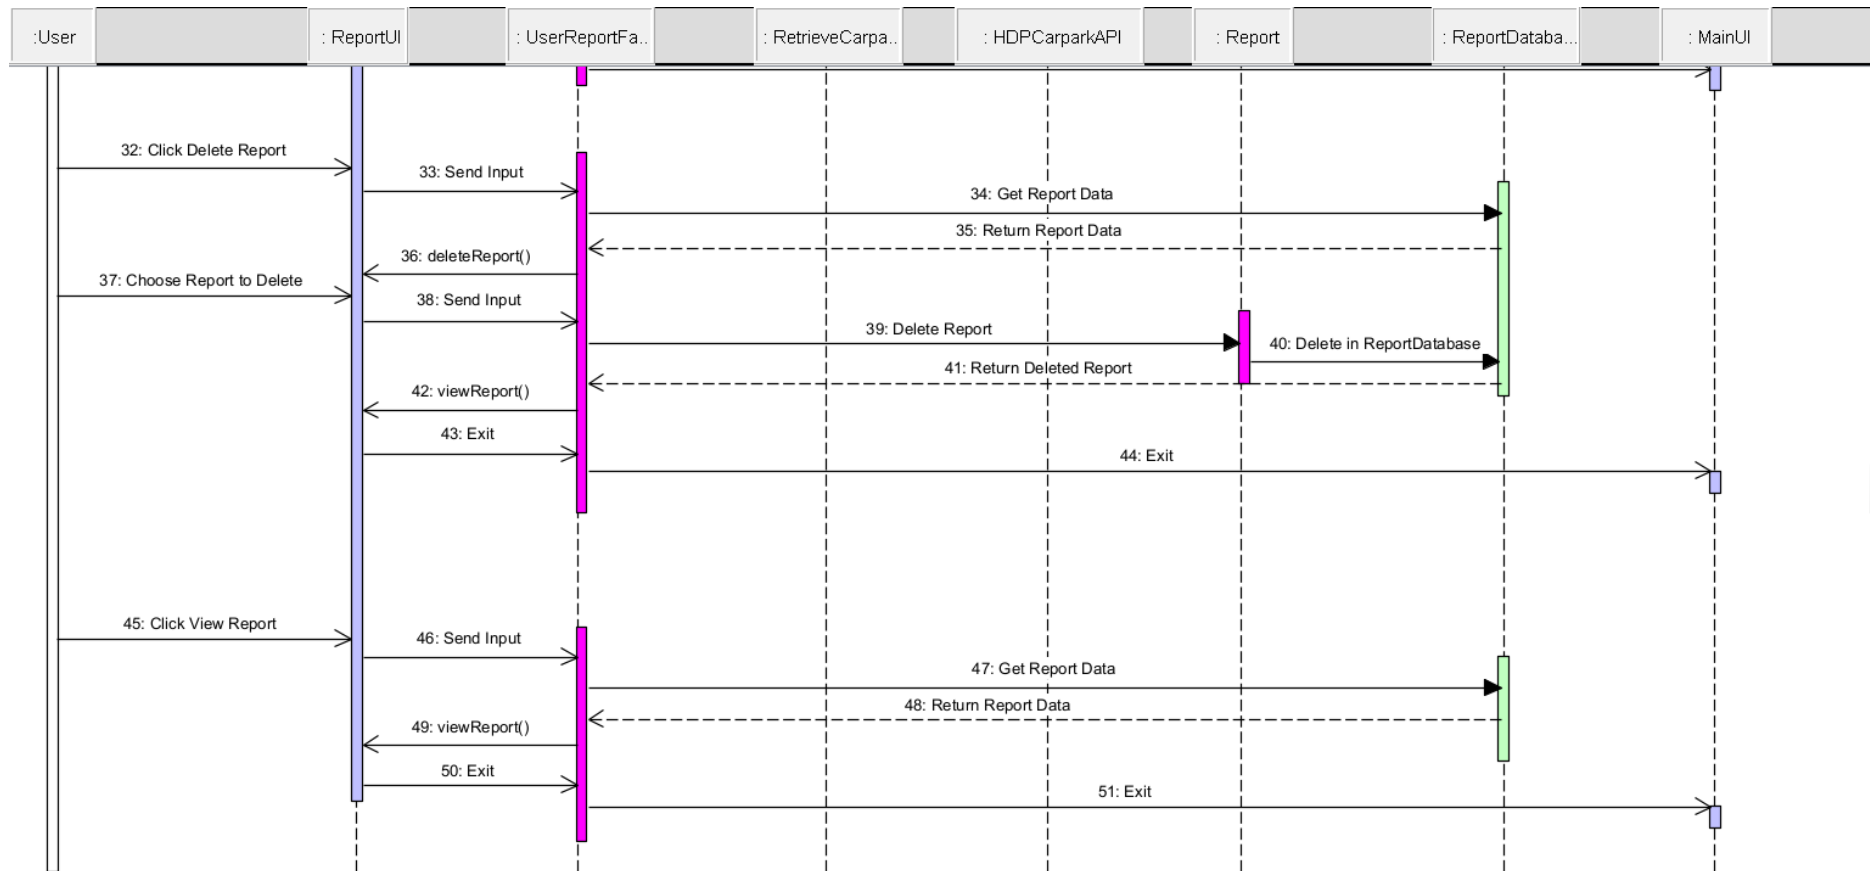 :User
: ReportUI
: UserReportFa..
: RetrieveCarpa..
: HDPCarparkAPI
: Report
: ReportDataba...
: MainUI
32: Click Delete Report
33: Send Input
34: Get Report Data
35: Return Report Data
36: deleteReport()
37: Choose Report to Delete
38: Send Input
39: Delete Report
40: Delete in ReportDatabase
41: Return Deleted Report
42: viewReport()
43: Exit
44: Exit
45: Click View Report
46: Send Input
47: Get Report Data
48: Return Report Data
49: viewReport()
50: Exit
51: Exit